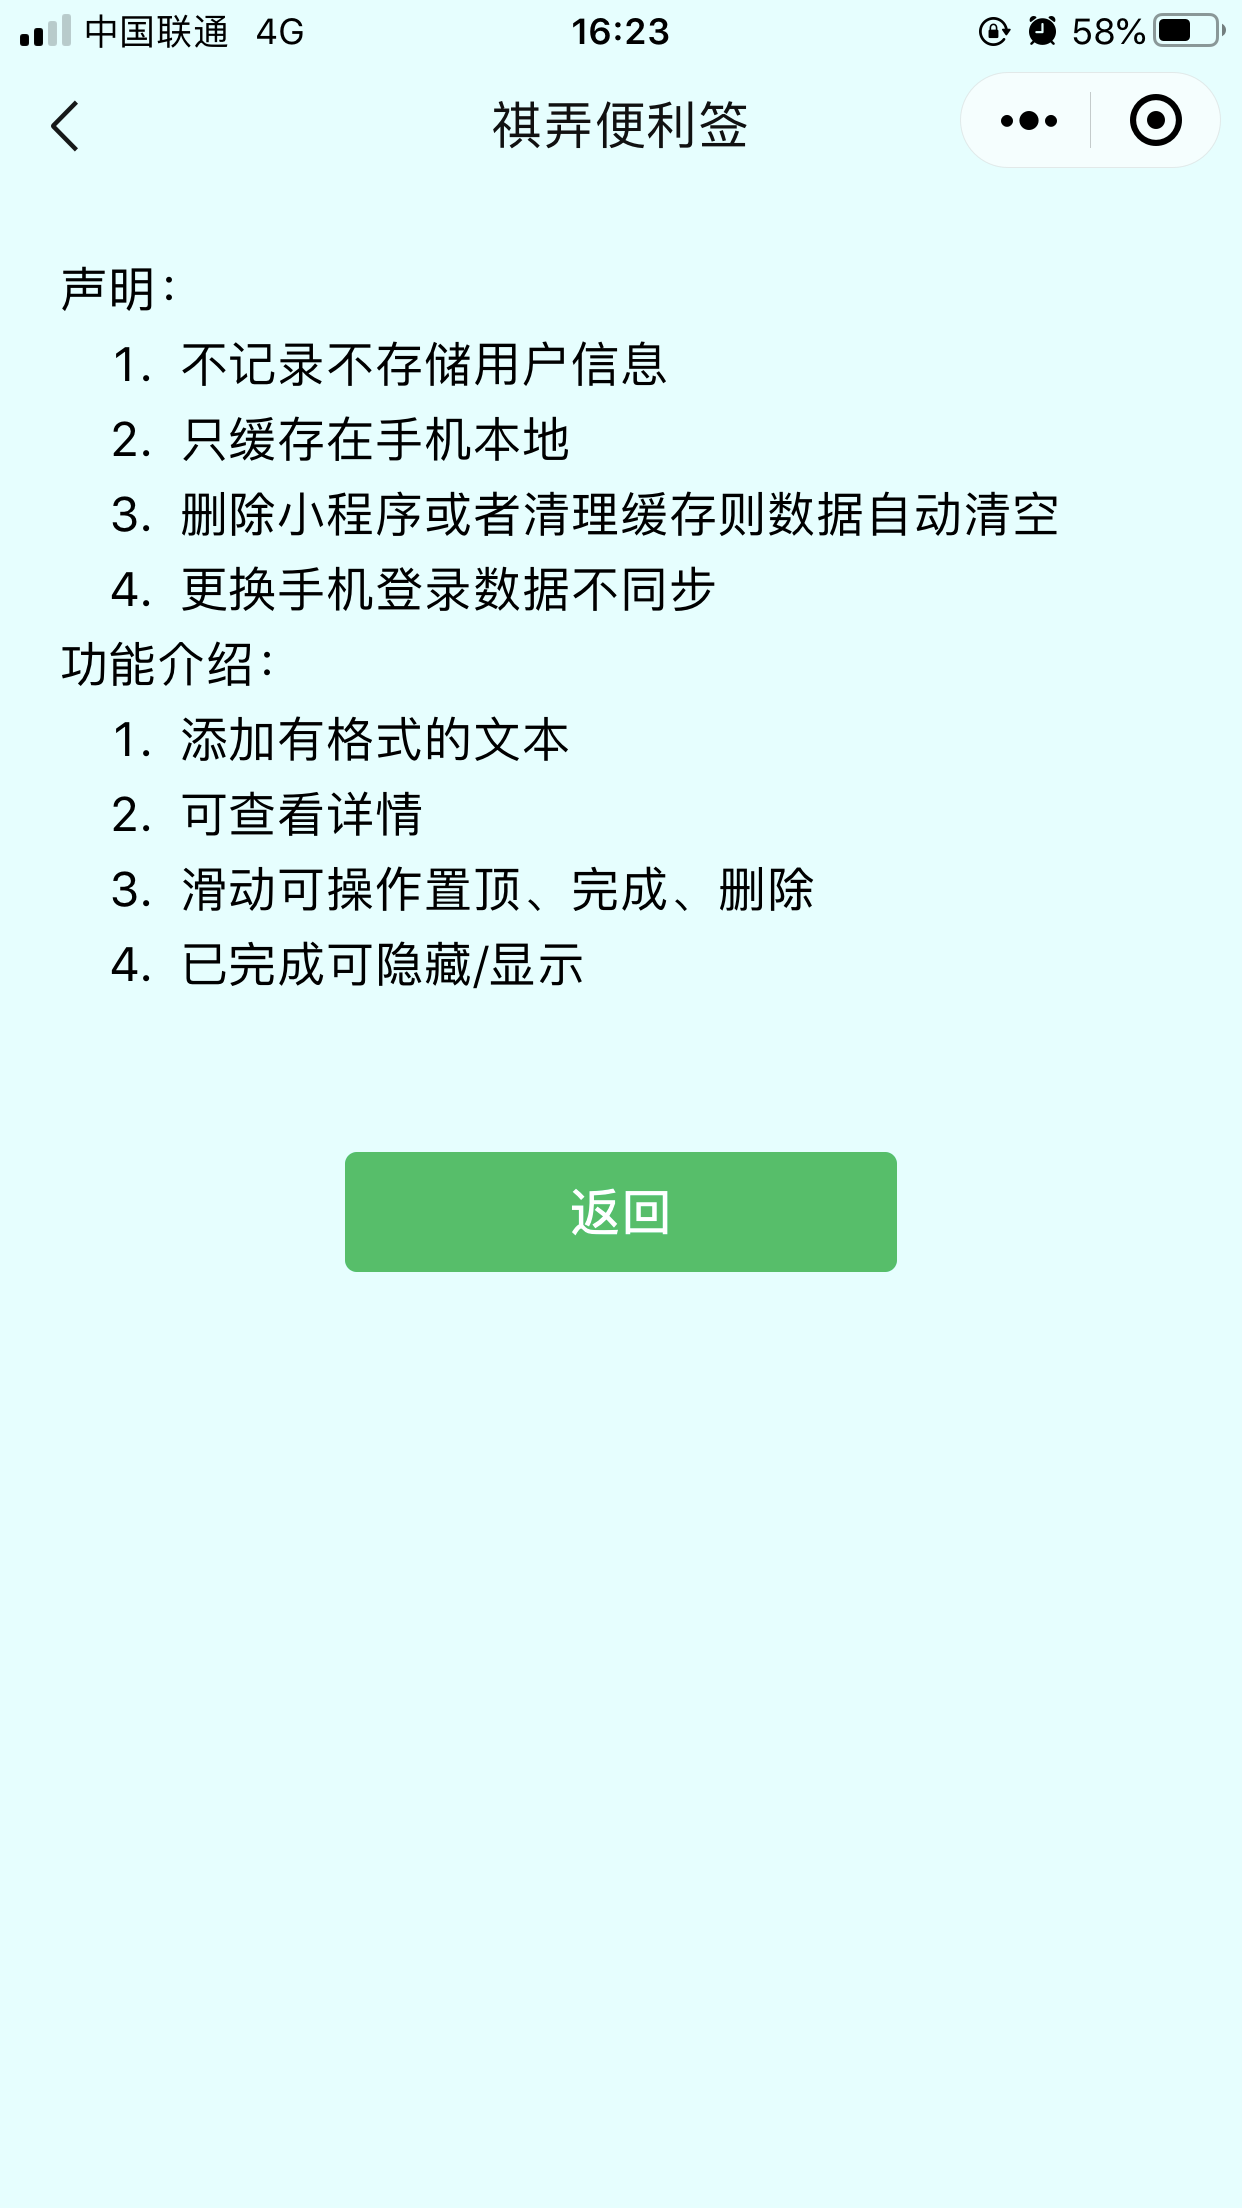 中国联通 4G 16:23 58%
祺弄便利签
声明：
1. 不记录不存储用户信息
2. 只缓存在手机本地
3. 删除小程序或者清理缓存则数据自动清空
4. 更换手机登录数据不同步
功能介绍：
1. 添加有格式的文本
2. 可查看详情
3. 滑动可操作置顶、完成、删除
4. 已完成可隐藏/显示
返回